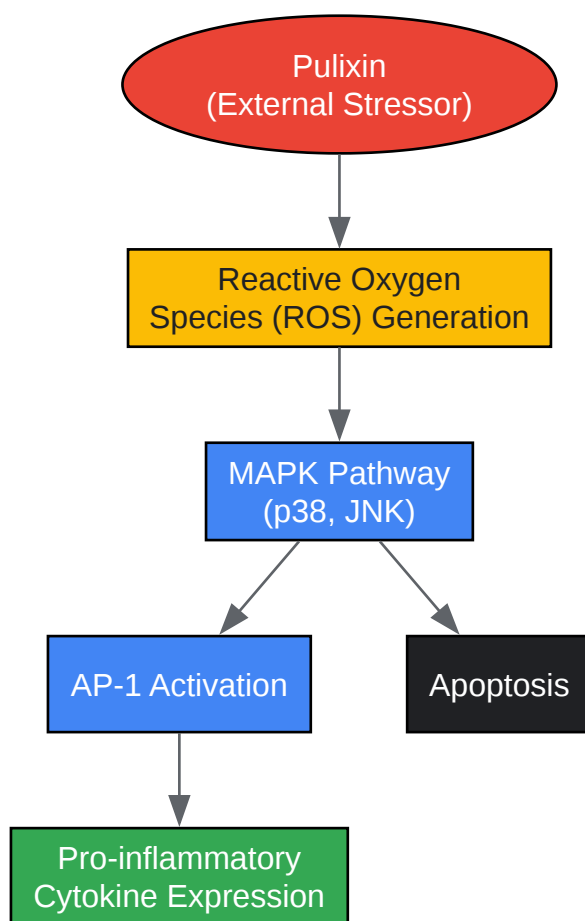 Pulixin
(External Stressor)
Reactive Oxygen
Species (ROS) Generation
MAPK Pathway
(p38, JNK)
AP-1 Activation
Apoptosis
Pro-inflammatory
Cytokine Expression